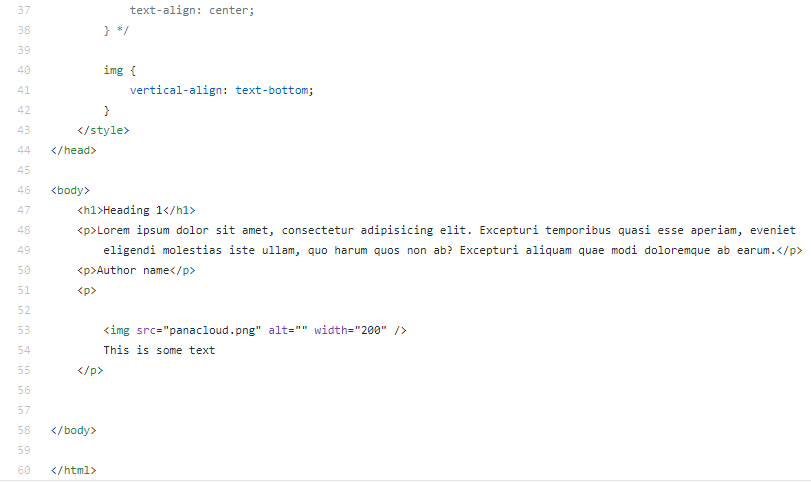 37 text-align: center;
38 } */
39
40 img {
41 vertical-align: text-bottom;
42 }
43 </style>
44 </head>
45
46 <body>
47 <h1>Heading 1</h1>
48 <p>Lorem ipsum dolor sit amet, consectetur adipisicing elit. Excepturi temporibus quasi esse aperiam, eveniet
49 eligendi molestias iste ullam, quo harum quos non ab? Excepturi aliquam quae modi doloremque ab earum.</p>
50 <p>Author name</p>
51 <p>
52
53 <img src="panacloud.png" alt="" width="200" />
54 This is some text
55 </p>
56
57
58 </body>
59
60 </html>